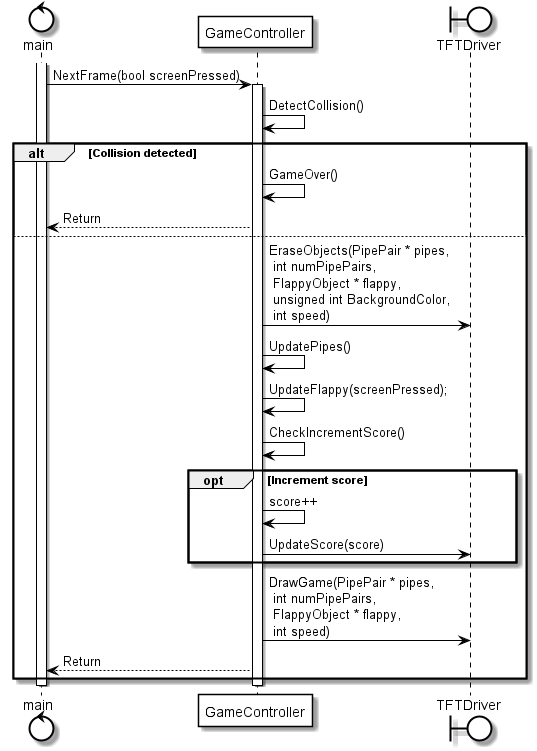 main
GameController
TFTDriver
NextFrame(bool screenPressed)
DetectCollision()
alt
[Collision detected]
GameOver()
Return
EraseObjects(PipePair * pipes,
int numPipePairs,
FlappyObject * flappy,
unsigned int BackgroundColor,
int speed)
UpdatePipes()
UpdateFlappy(screenPressed);
CheckIncrementScore()
opt
[Increment score]
score++
UpdateScore(score)
DrawGame(PipePair * pipes,
int numPipePairs,
FlappyObject * flappy,
int speed)
Return
main
GameController
TFTDriver